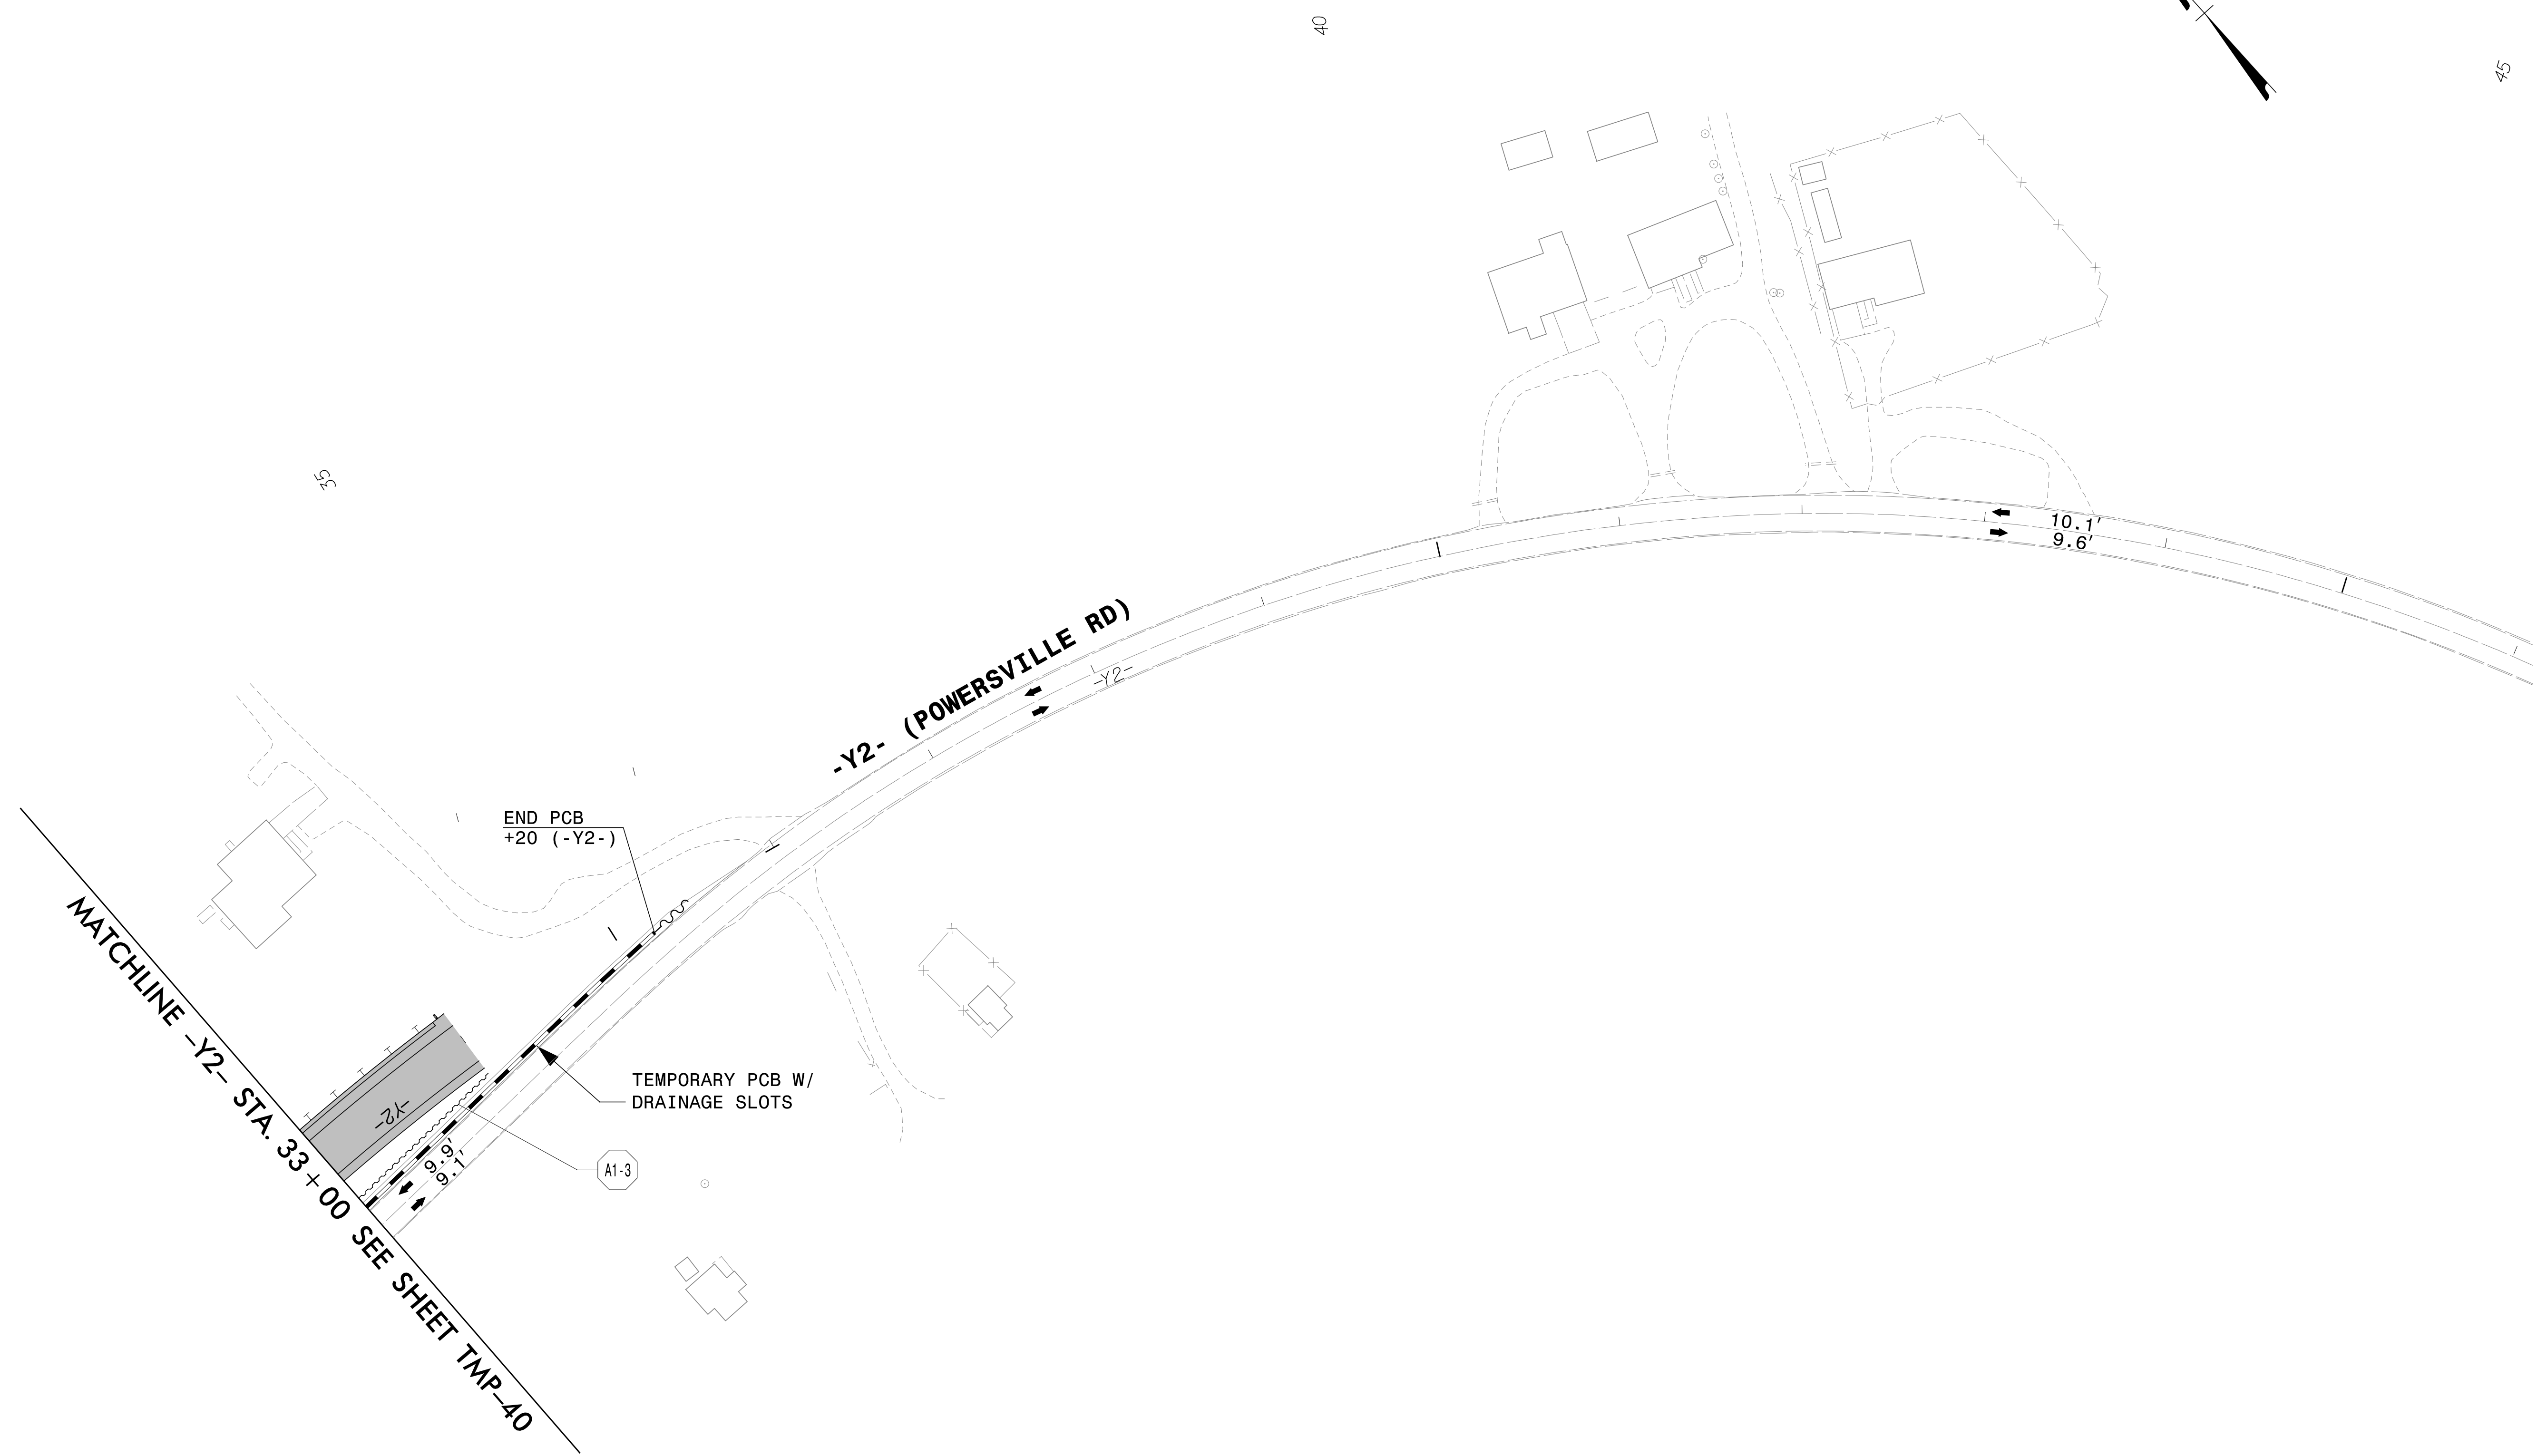 40
45
35
10.1'
9.6'
-Y2- (POWERSVILLE RD)
-Y2-
END PCB
+20 (-Y2-)
MATCHLINE -Y2- STA. 33+00 SEE SHEET TMP-40
TEMPORARY PCB W/
DRAINAGE SLOTS
-Y2-
9.9'
9.1'
A1-3